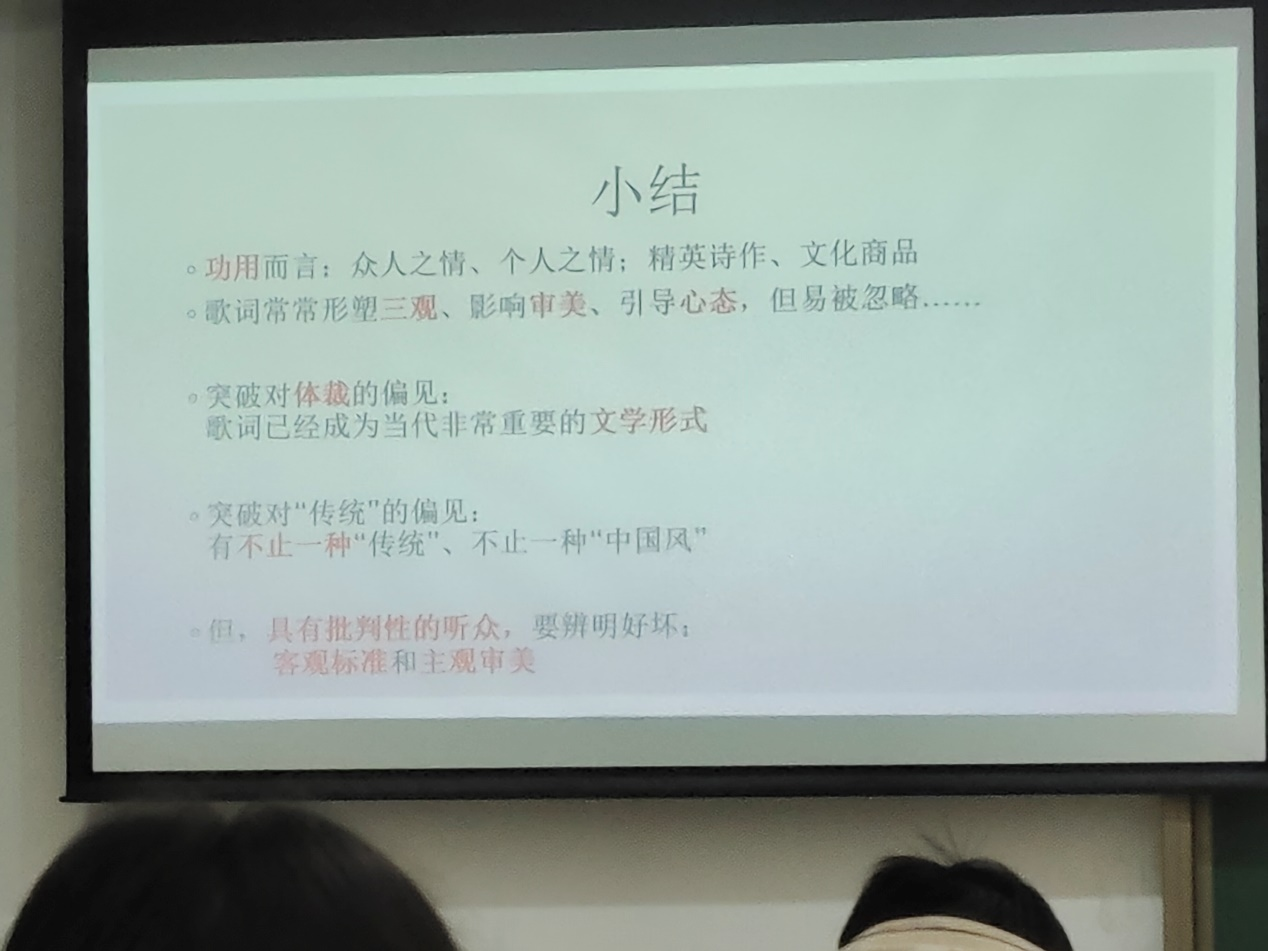 小结
功用而言：众人之情、个人之情；精英诗作、文化商品
歌词常常形塑三观、影响审美、引导心态，但易被忽略……
突破对体裁的偏见：
歌词已经成为当代非常重要的文学形式
突破对“传统”的偏见：
有不止一种“传统”、不止一种“中国风”
但，具有批判性的听众，要辨明好坏；
客观标准和主观审美